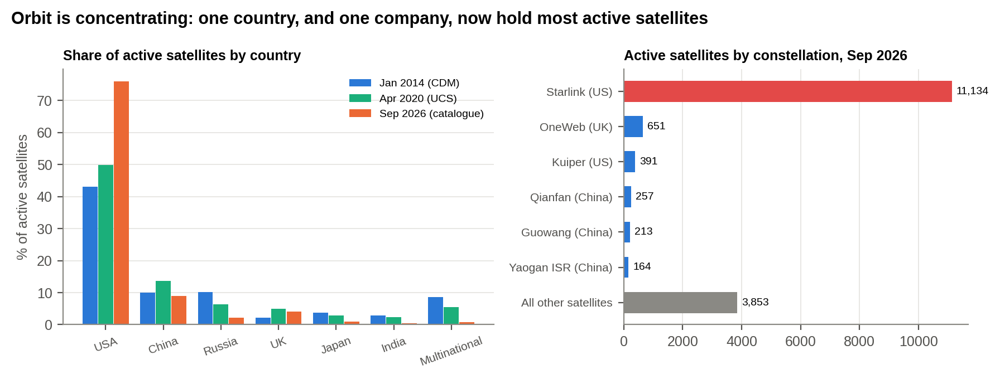 Orbit is concentrating: one country, and one company, now hold most active satellites
Share of active satellites by country
% of active satellites
70
60
50
40
30
20
10
0
Jan 2014 (CDM)
Apr 2020 (UCS)
Sep 2026 (catalogue)
USA
China
Russia
UK
Japan
India
Multinational
Active satellites by constellation, Sep 2026
Starlink (US) 11,134
OneWeb (UK) 651
Kuiper (US) 391
Qianfan (China) 257
Guowang (China) 213
Yaogan ISR (China) 164
All other satellites 3,853
0 2000 4000 6000 8000 10000